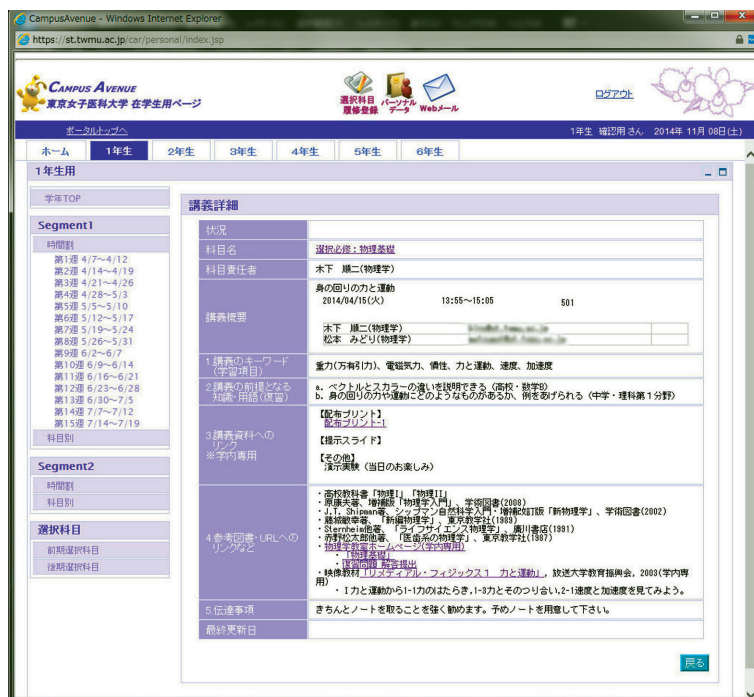 CampusAvenue - Windows Internet Explorer
https://st.twmu.ac.jp/car/personal/index.jsp
CAMPUS AVENUE
東京女子医科大学 在学生用ページ
選択科目 履修登録
パーソナルデータ
Webメール
ログアウト
ポータルトップへ
1年生 確認用さん 2014年 11月 08日(土)
ホーム 1年生 2年生 3年生 4年生 5年生 6年生
1年生用
学年TOP
Segment1
時間割
第1週 4/7～4/12
第2週 4/14～4/19
第3週 4/21～4/26
第4週 4/28～5/3
第5週 5/5～5/10
第6週 5/12～5/17
第7週 5/19～5/24
第8週 5/26～5/31
第9週 6/2～6/7
第10週 6/9～6/14
第11週 6/16～6/21
第12週 6/23～6/28
第13週 6/30～7/5
第14週 7/7～7/12
第15週 7/14～7/19
科目別
Segment2
時間割
科目別
選択科目
前期選択科目
後期選択科目
講義詳細
状況
科目名 選択必修：物理基礎
科目責任者 木下 順二(物理学)
講義概要
身の回りの力と運動
2014/04/15(火) 13:55～15:05 501
木下 順二(物理学)
松本 みどり(物理学)
1.講義のキーワード(学習項目)
重力(万有引力)、電磁気力、慣性、力と運動、速度、加速度
2.講義の前提となる知識・用語(復習)
a. ベクトルとスカラーの違いを説明できる (高校・数学B)
b. 身の回りの力や運動にどのようなものがあるか、例をあげられる (中学・理科第1分野)
3.講義資料へのリンク
※学内専用
【配布プリント】
配布プリント-1
【提示スライド】
【その他】
演示実験（当日のお楽しみ）
4.参考図書・URLへのリンクなど
・高校教科書「物理I」「物理II」
・原康夫著、増補版「物理学入門」、学術図書(2008)
・J.T. Shipman著、シップマン自然科学入門・増補改訂版「新物理学」、学術図書(2002)
・藤城敏幸著、「新編物理学」、東京教学社(1989)
・Sternheim他著、「ライフサイエンス物理学」、廣川書店(1991)
・赤野松太郎他著、「医歯系の物理学」、東京教学社(1987)
・物理学教室ホームページ(学内専用)
・「物理基礎」
・復習問題 解答提出
・映像教材「リメディアル・フィジックス１ 力と運動」, 放送大学教育振興会, 2003(学内専用)
・Ⅰ力と運動から1-1力のはたらき,1-3力とそのつり合い,2-1速度と加速度を見てみよう。
5.伝達事項 きちんとノートを取ることを強く勧めます。予めノートを用意して下さい。
最終更新日
戻る